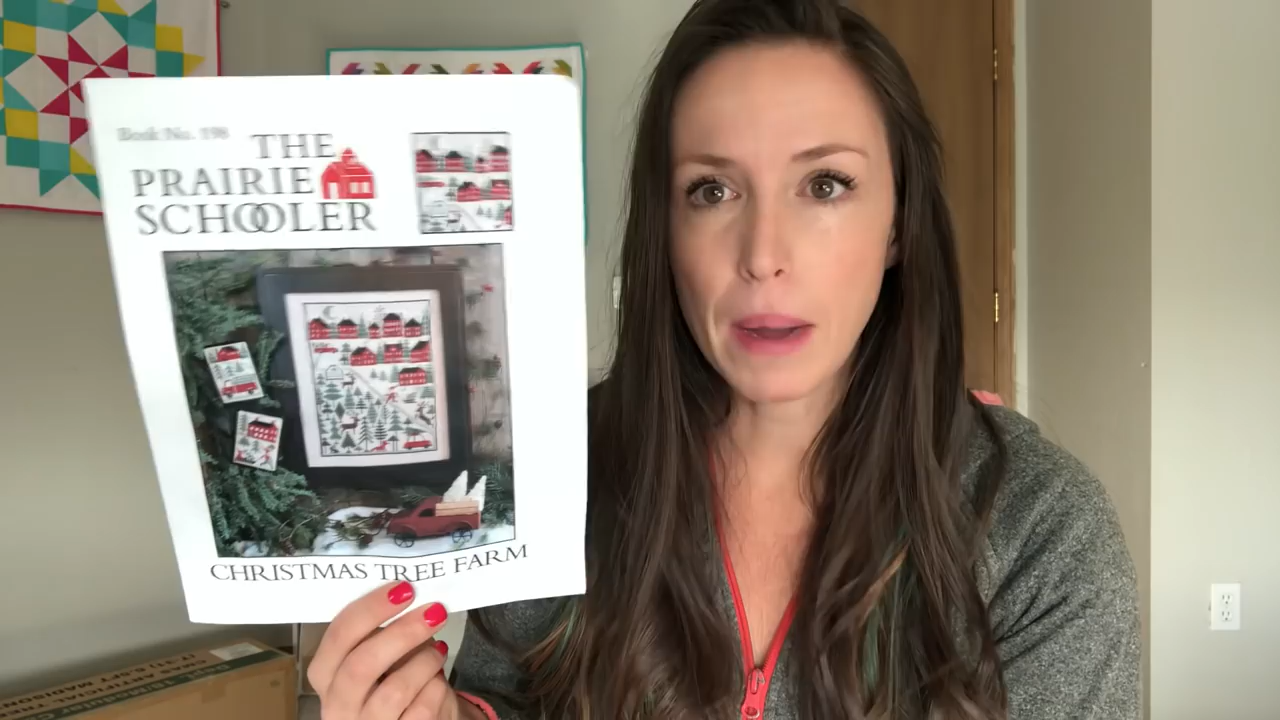 Book No. 198
THE
PRAIRIE
SCHOOLER
CHRISTMAS TREE FARM